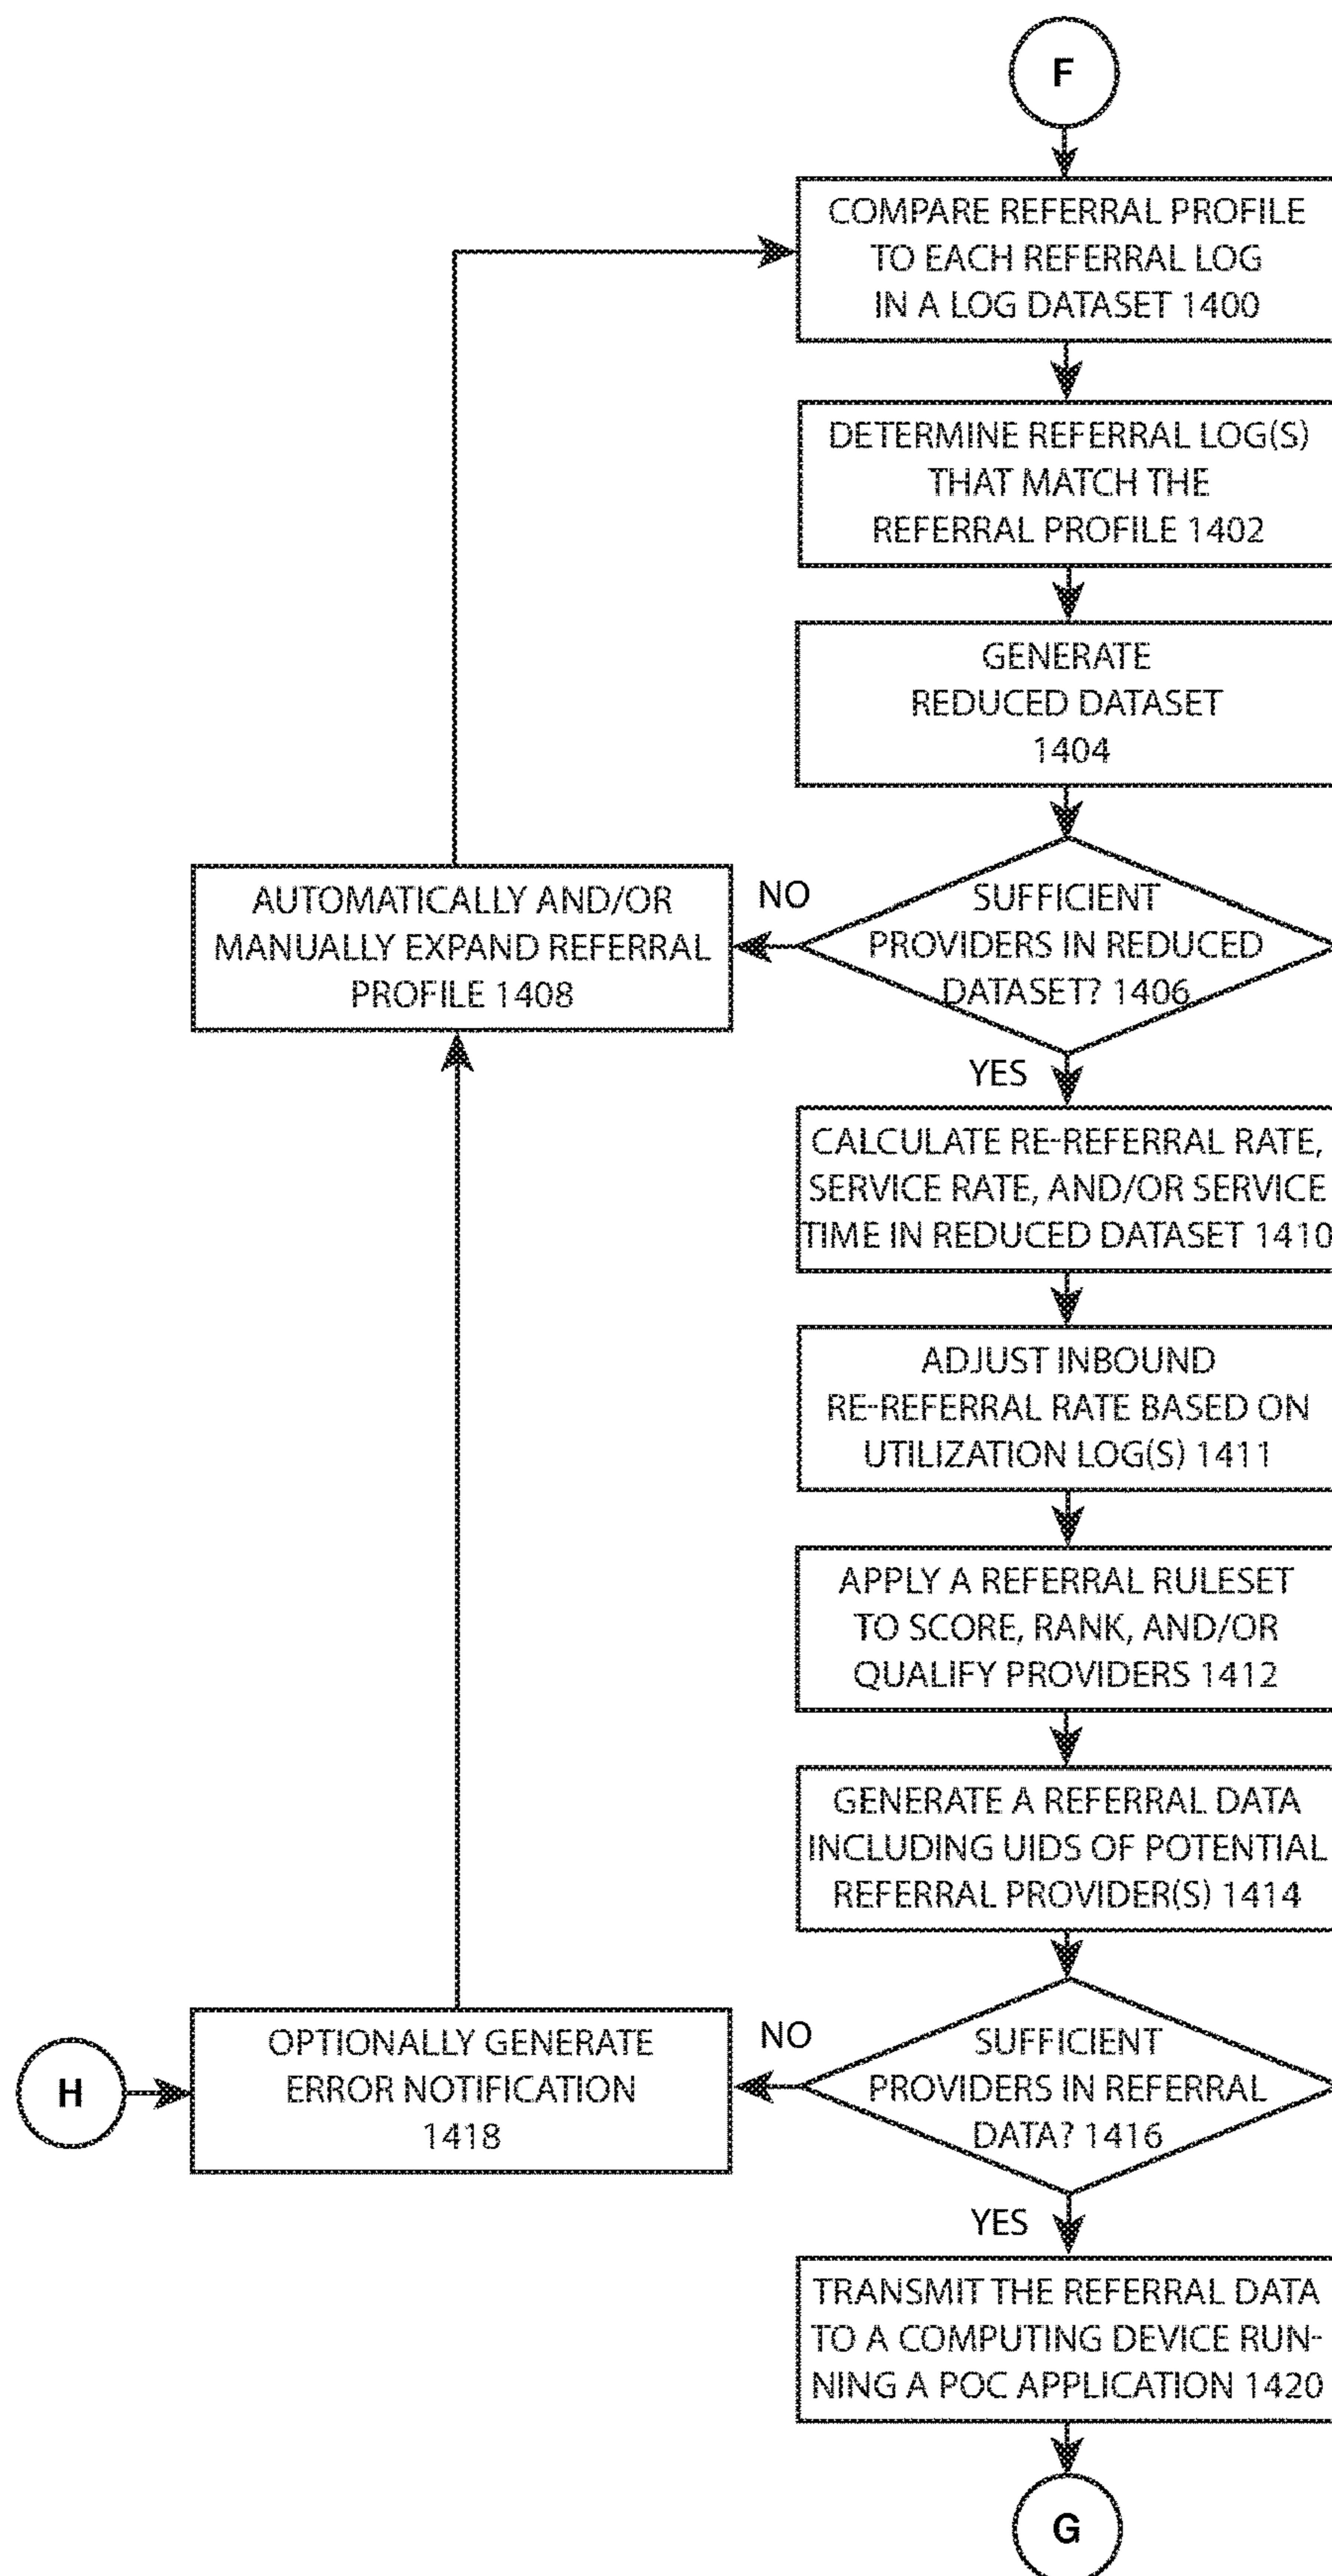 F
COMPARE REFERRAL PROFILE
TO EACH REFERRAL LOG
IN A LOG DATASET 1400
DETERMINE REFERRAL LOG(S)
THAT MATCH THE
REFERRAL PROFILE 1402
GENERATE
REDUCED DATASET
1404
AUTOMATICALLY AND/OR
MANUALLY EXPAND REFERRAL
PROFILE 1408
NO
SUFFICIENT
PROVIDERS IN REDUCED
DATASET? 1406
YES
CALCULATE RE-REFERRAL RATE,
SERVICE RATE, AND/OR SERVICE
TIME IN REDUCED DATASET 1410
ADJUST INBOUND
RE-REFERRAL RATE BASED ON
UTILIZATION LOG(S) 1411
APPLY A REFERRAL RULESET
TO SCORE, RANK, AND/OR
QUALIFY PROVIDERS 1412
GENERATE A REFERRAL DATA
INCLUDING UIDS OF POTENTIAL
REFERRAL PROVIDER(S) 1414
H
OPTIONALLY GENERATE
ERROR NOTIFICATION
1418
NO
SUFFICIENT
PROVIDERS IN REFERRAL
DATA? 1416
YES
TRANSMIT THE REFERRAL DATA
TO A COMPUTING DEVICE RUN-
NING A POC APPLICATION 1420
G